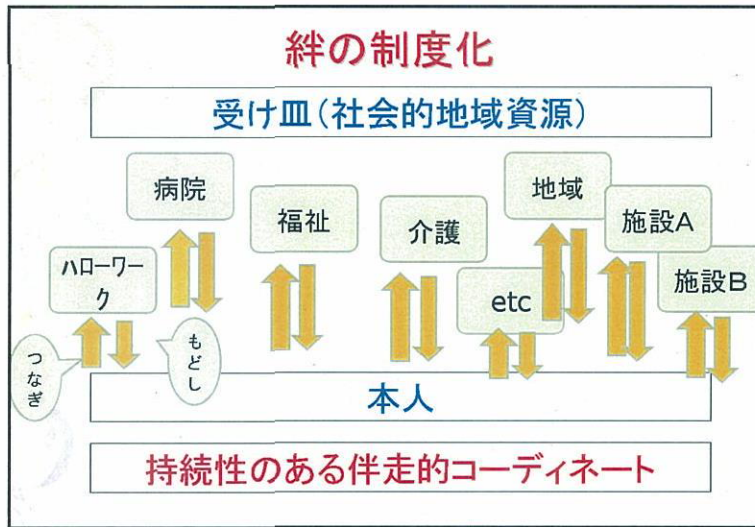 絆の制度化
受け皿(社会的地域資源)
病院
福祉
介護
地域
施設A
ハローワー
ク
etc
施設B
つなぎ
もどし
本人
持続性のある伴走的コーディネート